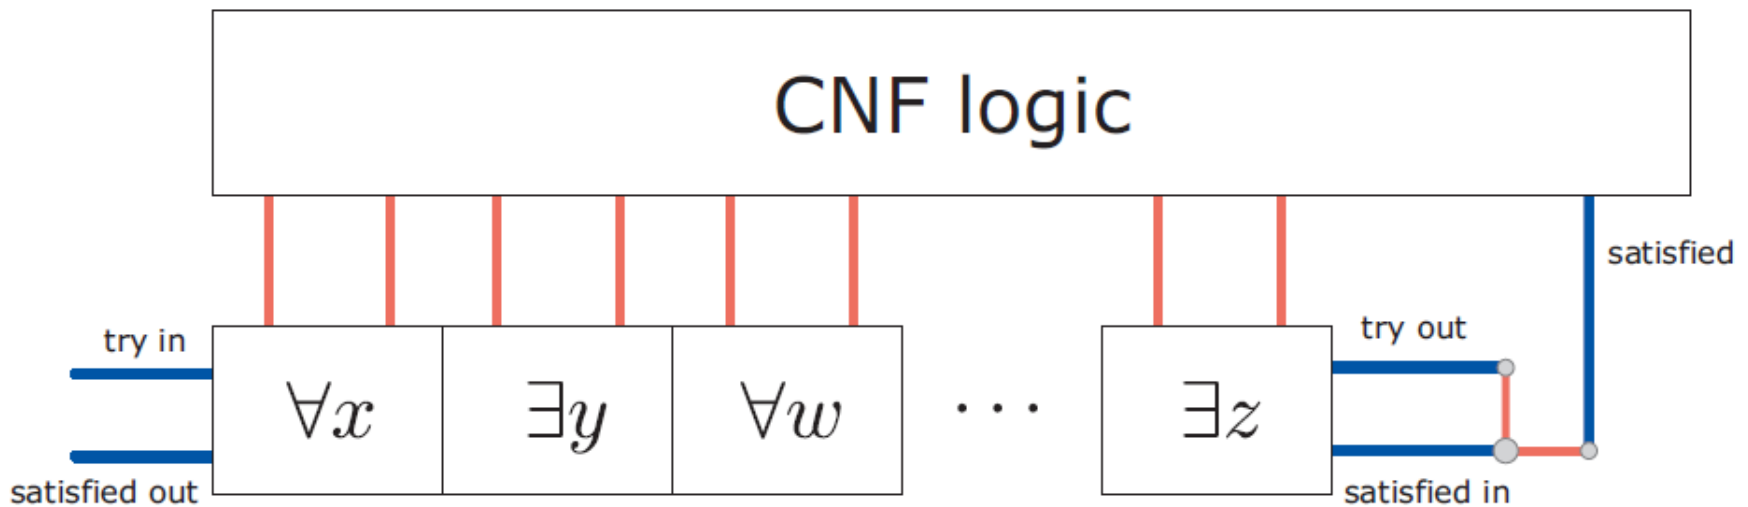 CNF logic
satisfied
try in
try out
∀x
∃y
∀w
· · ·
∃z
satisfied out
satisfied in